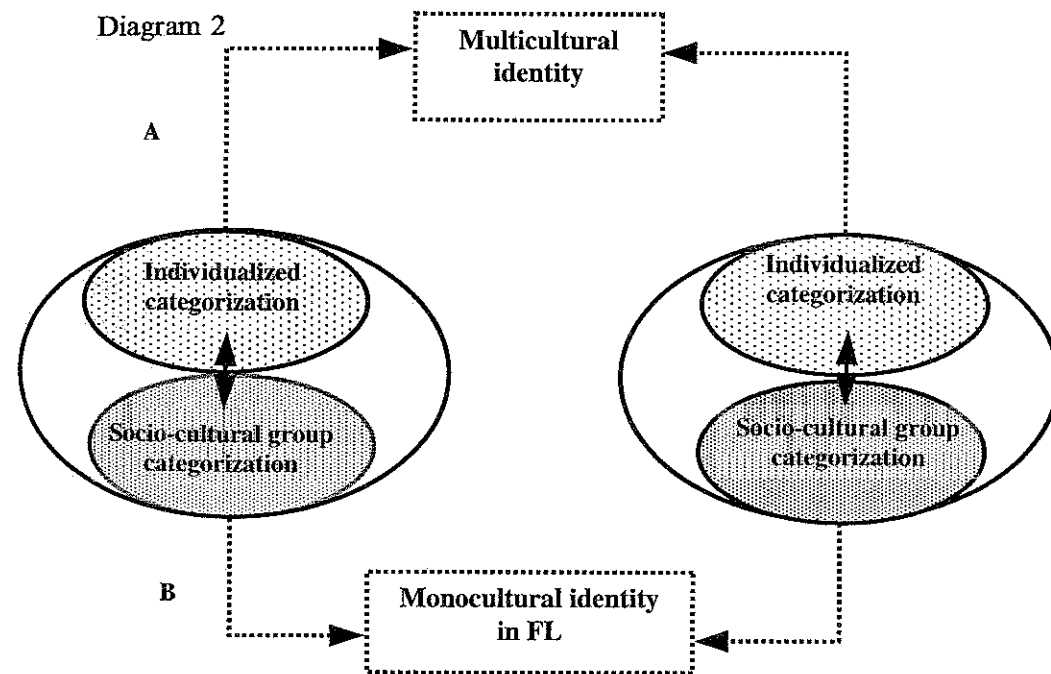 Diagram 2
Multicultural
identity
A
Individualized
categorization
Individualized
categorization
Socio-cultural group
categorization
Socio-cultural group
categorization
B
Monocultural identity
in FL